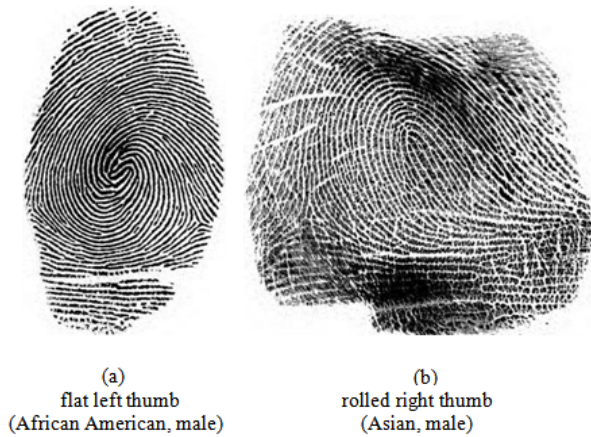 (a)
flat left thumb
(African American, male)
(b)
rolled right thumb
(Asian, male)